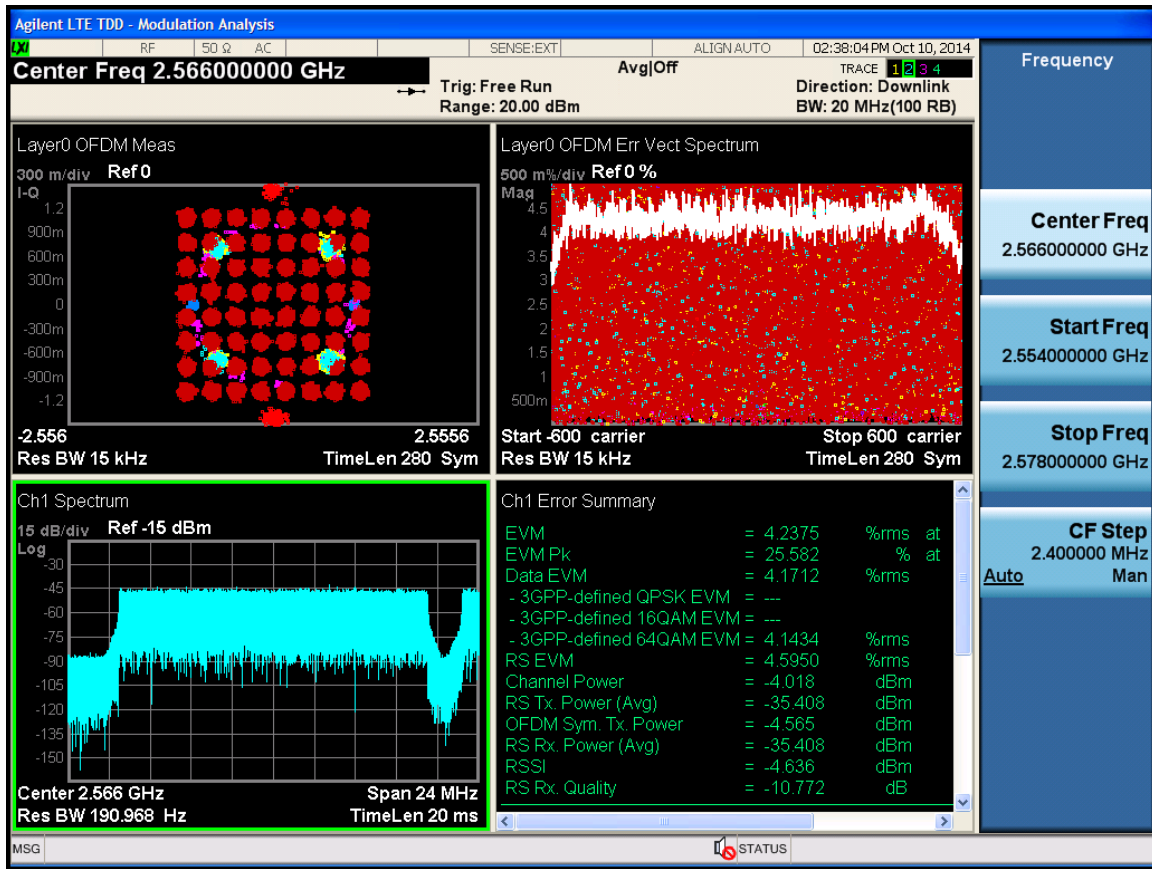 Agilent LTE TDD - Modulation Analysis
LXI RF 50 Ω AC SENSE:EXT ALIGN AUTO 02:38:04 PM Oct 10, 2014
Center Freq 2.566000000 GHz
Avg|Off
TRACE 1 2 3 4
Trig: Free Run
Direction: Downlink
Range: 20.00 dBm
BW: 20 MHz(100 RB)
Layer0 OFDM Meas
300 m/div Ref 0
I-Q
1.2
900m
600m
300m
0
-300m
-600m
-900m
-1.2
-2.556 2.5556
Res BW 15 kHz TimeLen 280 Sym
Layer0 OFDM Err Vect Spectrum
500 m%/div Ref 0 %
Mag
4.5
4
3.5
3
2.5
2
1.5
1
500m
Start -600 carrier Stop 600 carrier
Res BW 15 kHz TimeLen 280 Sym
Ch1 Spectrum
15 dB/div Ref -15 dBm
Log
-30
-45
-60
-75
-90
-105
-120
-135
-150
Center 2.566 GHz Span 24 MHz
Res BW 190.968 Hz TimeLen 20 ms
Ch1 Error Summary
EVM = 4.2375 %rms at
EVM Pk = 25.582 % at
Data EVM = 4.1712 %rms
- 3GPP-defined QPSK EVM = ---
- 3GPP-defined 16QAM EVM = ---
- 3GPP-defined 64QAM EVM = 4.1434 %rms
RS EVM = 4.5950 %rms
Channel Power = -4.018 dBm
RS Tx. Power (Avg) = -35.408 dBm
OFDM Sym. Tx. Power = -4.565 dBm
RS Rx. Power (Avg) = -35.408 dBm
RSSI = -4.636 dBm
RS Rx. Quality = -10.772 dB
Frequency
Center Freq
2.566000000 GHz
Start Freq
2.554000000 GHz
Stop Freq
2.578000000 GHz
CF Step
2.400000 MHz
Auto Man
MSG STATUS